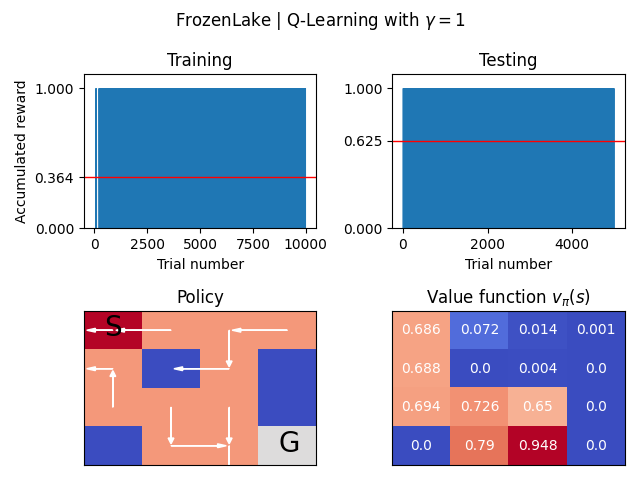 FrozenLake | Q-Learning with γ = 1
Training
Accumulated reward
1.000
0.364
0.000
0 2500 5000 7500 10000
Trial number
Testing
1.000
0.625
0.000
0 2000 4000
Trial number
Policy
S
G
Value function vπ(s)
0.686 0.072 0.014 0.001
0.688 0.0 0.004 0.0
0.694 0.726 0.65 0.0
0.0 0.79 0.948 0.0